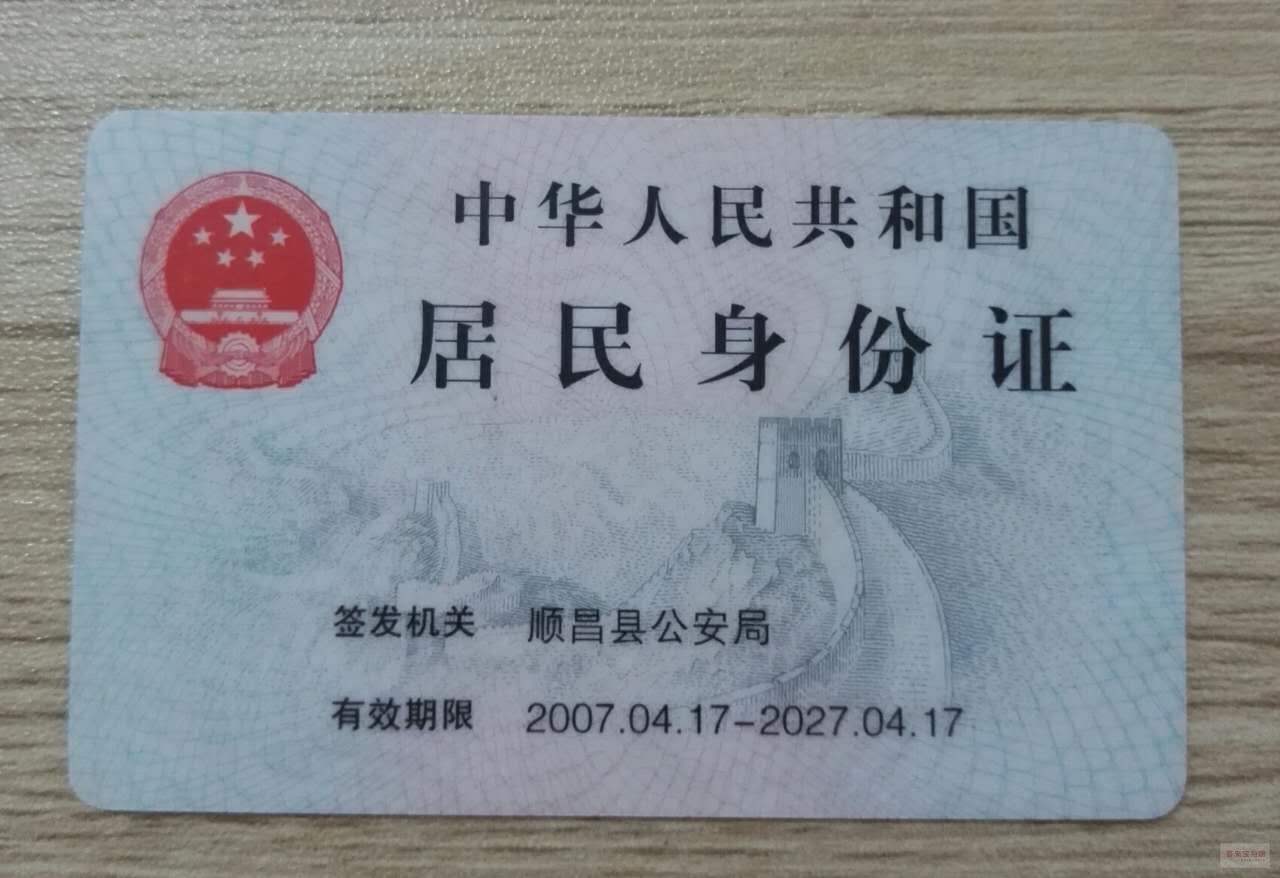 中华人民共和国
居民身份证
签发机关 顺昌县公安局
有效期限 2007.04.17-2027.04.17